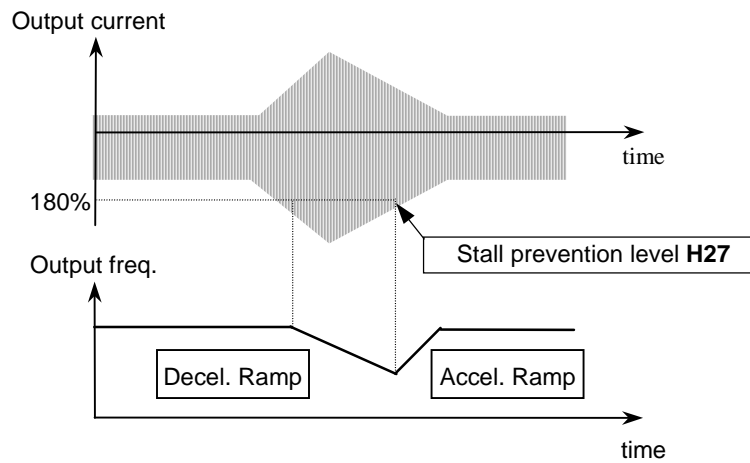 Output current
time
180%
Stall prevention level H27
Output freq.
Decel. Ramp
Accel. Ramp
time